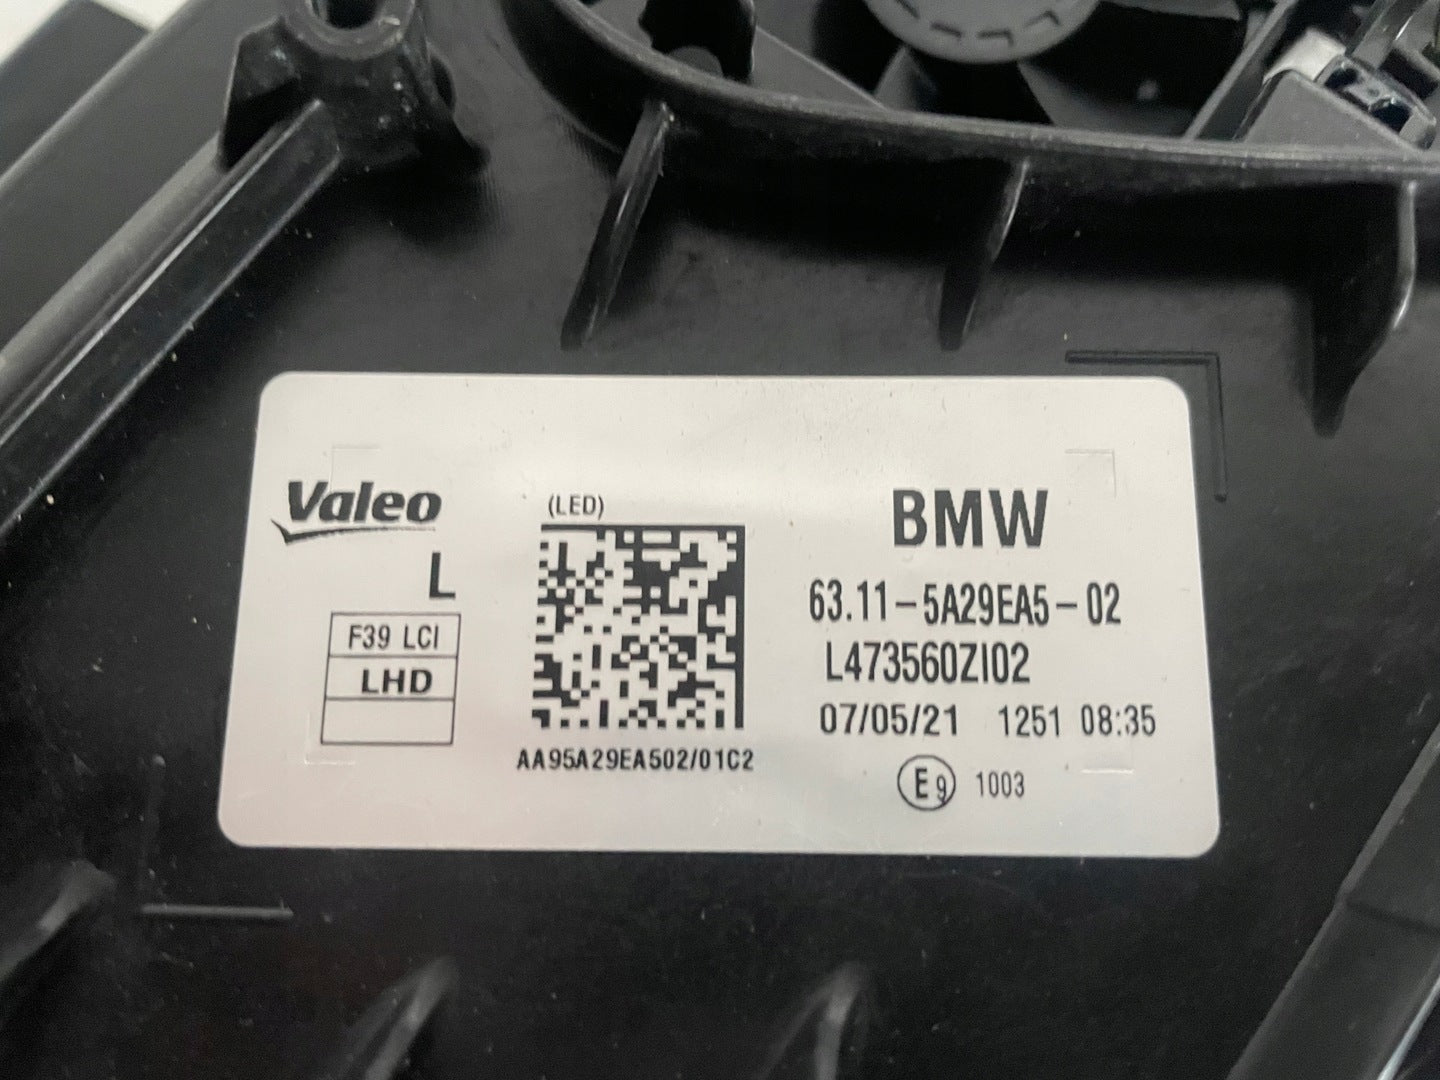 Valeo
L
F39 LCI
LHD
(LED)
AA95A29EA502/01C2
BMW
63.11-5A29EA5-02
L473560ZI02
07/05/21 1251 08:35
E9 1003